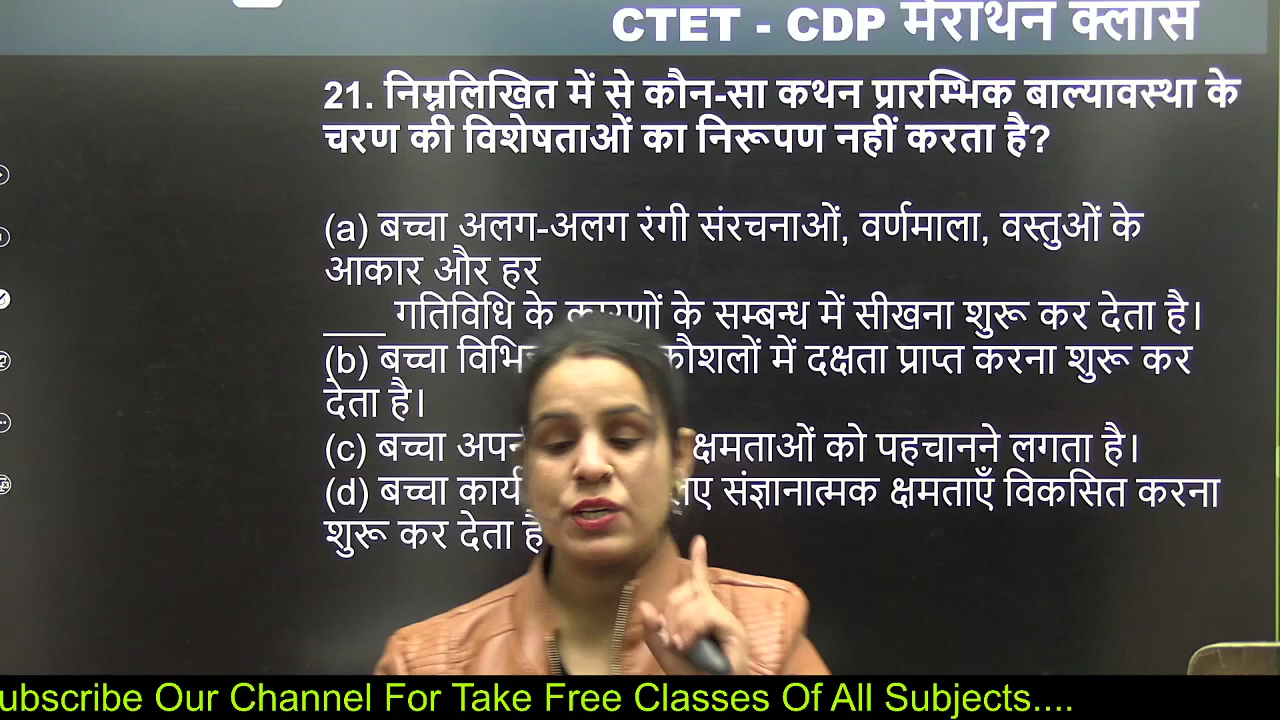 CTET - CDP मैराथन क्लास
21. निम्नलिखित में से कौन-सा कथन प्रारम्भिक बाल्यावस्था के
चरण की विशेषताओं का निरूपण नहीं करता है?
(a) बच्चा अलग-अलग रंगी संरचनाओं, वर्णमाला, वस्तुओं के
आकार और हर
___ गतिविधि के कारणों के सम्बन्ध में सीखना शुरू कर देता है।
(b) बच्चा कौशलों में दक्षता प्राप्त करना शुरू कर
देता है।
(c) बच्चा क्षमताओं को पहचानने लगता है।
(d) बच्चा संज्ञानात्मक क्षमताएँ विकसित करना
शुरू कर देता है
ubscribe Our Channel For Take Free Classes Of All Subjects....